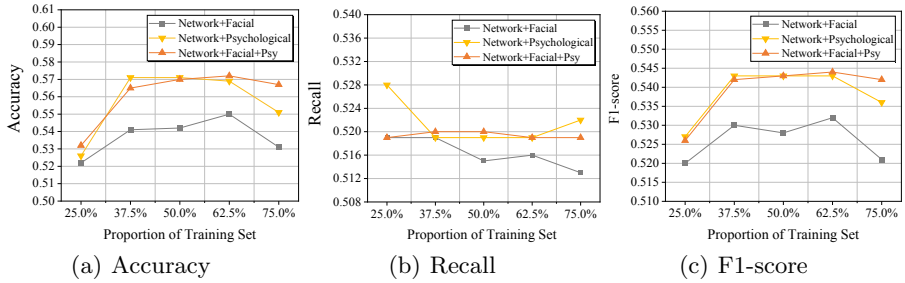 Network+Facial
Network+Psychological
Network+Facial+Psy
Accuracy
0.61
0.60
0.59
0.58
0.57
0.56
0.55
0.54
0.53
0.52
0.51
0.50
25.0% 37.5% 50.0% 62.5% 75.0%
Proportion of Training Set
(a) Accuracy
Network+Facial
Network+Psychological
Network+Facial+Psy
Recall
0.540
0.536
0.532
0.528
0.524
0.520
0.516
0.512
0.508
25.0% 37.5% 50.0% 62.5% 75.0%
Proportion of Training Set
(b) Recall
Network+Facial
Network+Psychological
Network+Facial+Psy
F1-score
0.560
0.555
0.550
0.545
0.540
0.535
0.530
0.525
0.520
0.515
0.510
25.0% 37.5% 50.0% 62.5% 75.0%
Proportion of Training Set
(c) F1-score